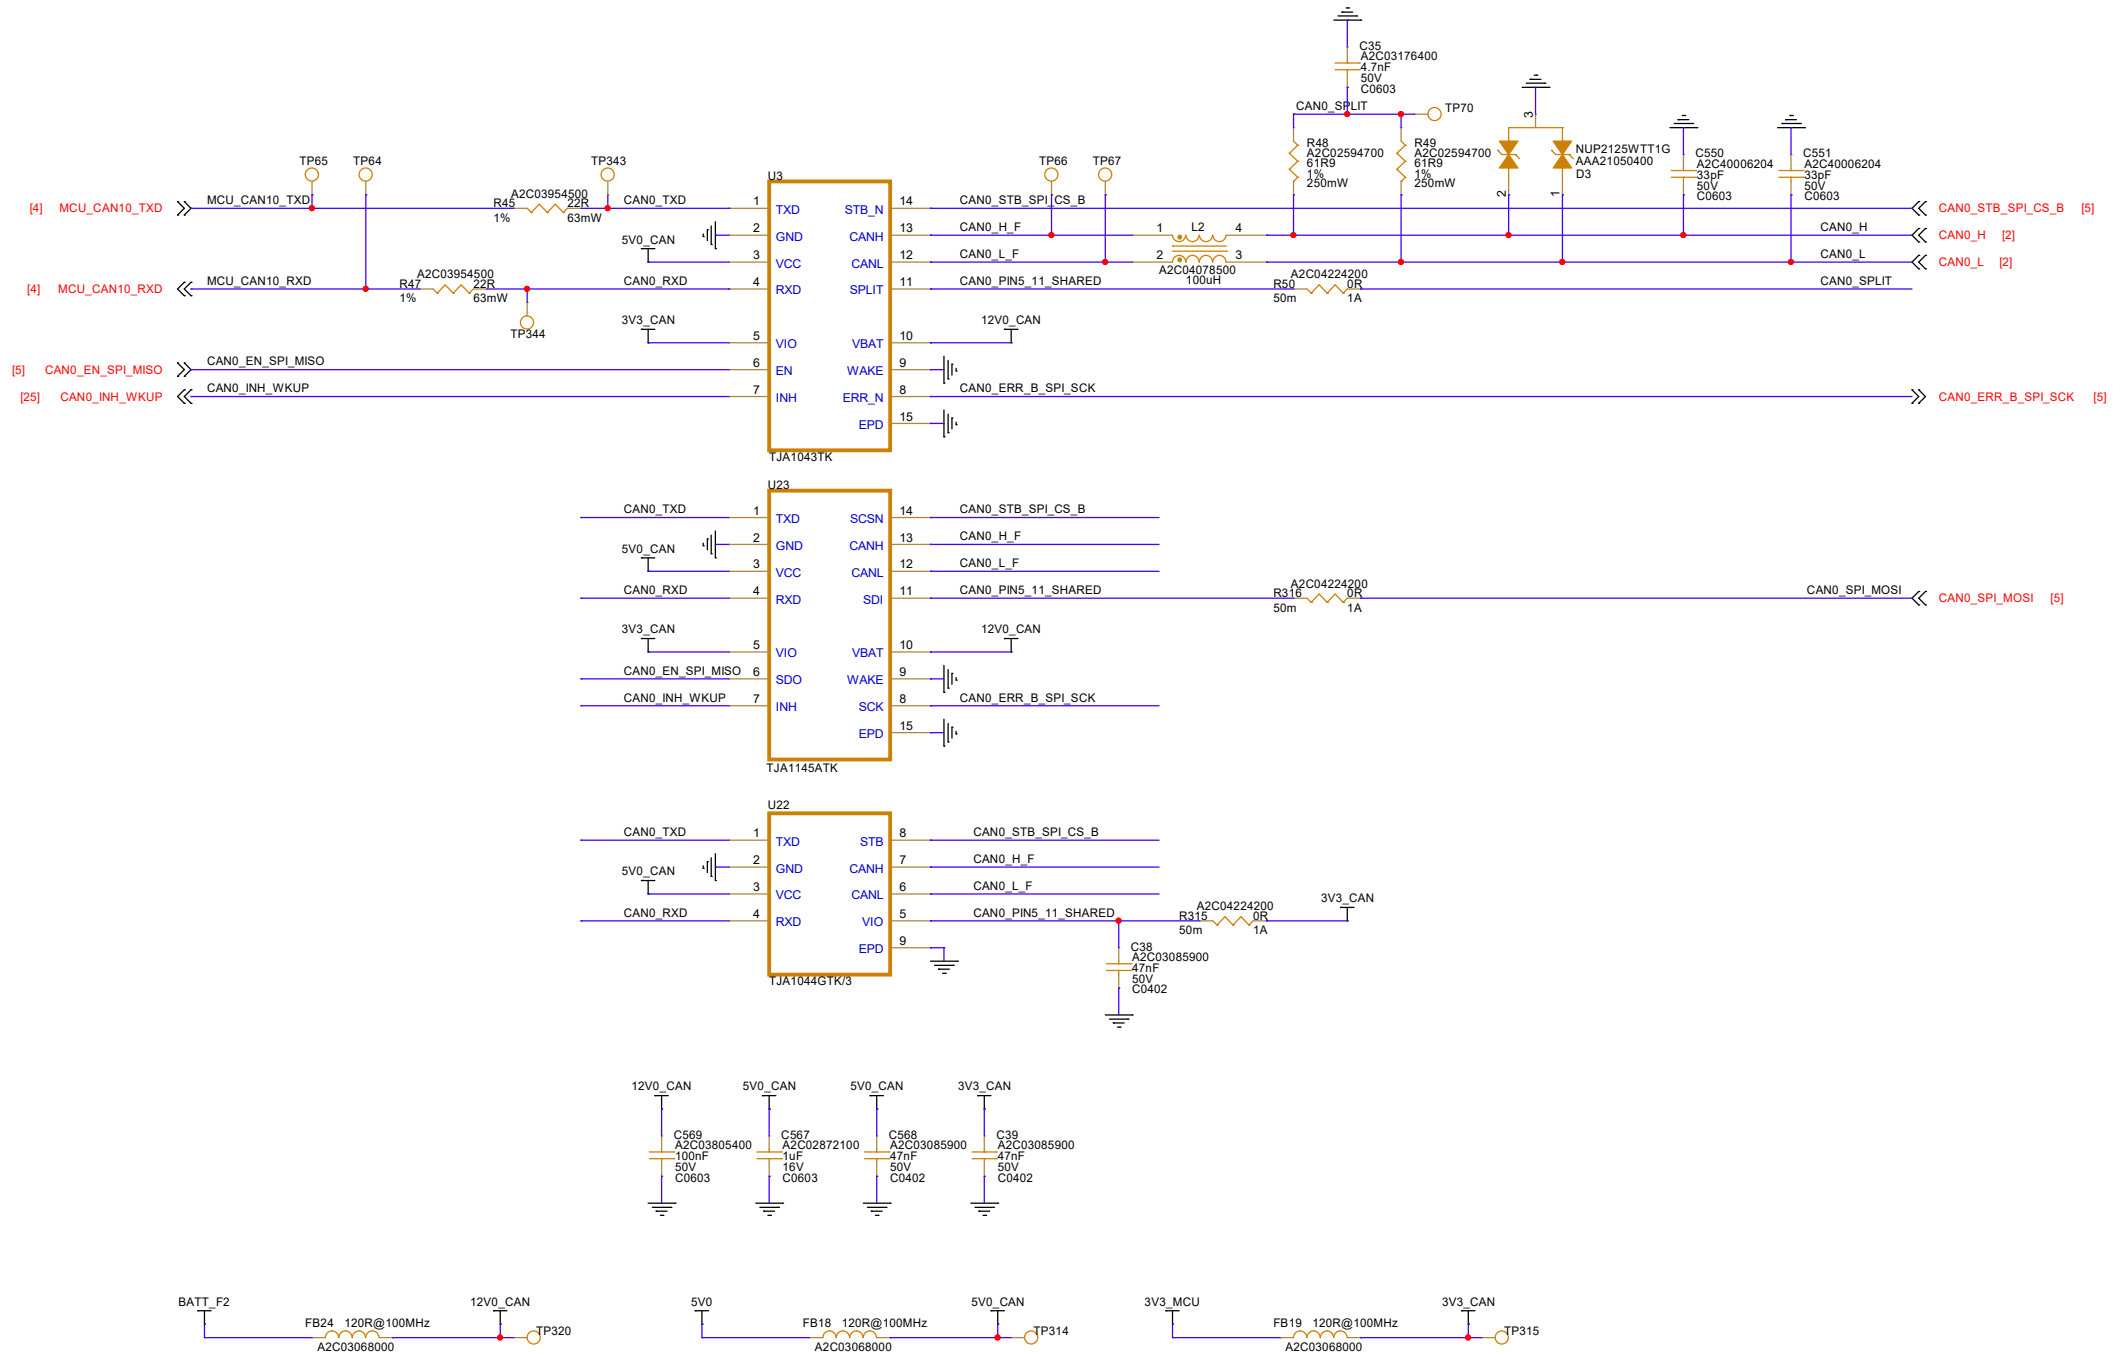 C35
A2C03176400
4.7nF
50V
C0603
CAN0_SPLIT
TP70
R48
A2C02594700
61R9
1%
250mW
R49
A2C02594700
61R9
1%
250mW
3
2
1
NUP2125WTT1G
AAA21050400
D3
C550
A2C40006204
33pF
50V
C0603
C551
A2C40006204
33pF
50V
C0603
TP65
TP64
TP343
TP66
TP67
[4] MCU_CAN10_TXD
MCU_CAN10_TXD
A2C03954500
R45 22R
1% 63mW
CAN0_TXD
[4] MCU_CAN10_RXD
MCU_CAN10_RXD
A2C03954500
R47 22R
1% 63mW
CAN0_RXD
TP344
5V0_CAN
3V3_CAN
[5] CAN0_EN_SPI_MISO
CAN0_EN_SPI_MISO
[25] CAN0_INH_WKUP
CAN0_INH_WKUP
U3
1 TXD STB_N 14
2 GND CANH 13
3 VCC CANL 12
4 RXD SPLIT 11
5 VIO VBAT 10
6 EN WAKE 9
7 INH ERR_N 8
EPD 15
TJA1043TK
CAN0_STB_SPI_CS_B
CAN0_STB_SPI_CS_B [5]
CAN0_H_F
1 L2 4
CAN0_H
CAN0_H [2]
CAN0_L_F
2 3
A2C04078500
100uH
CAN0_L
CAN0_L [2]
CAN0_PIN5_11_SHARED
A2C04224200
R50 0R
50m 1A
CAN0_SPLIT
12V0_CAN
CAN0_ERR_B_SPI_SCK
CAN0_ERR_B_SPI_SCK [5]
U23
CAN0_TXD
1 TXD SCSN 14
CAN0_STB_SPI_CS_B
2 GND CANH 13
CAN0_H_F
5V0_CAN
3 VCC CANL 12
CAN0_L_F
CAN0_RXD
4 RXD SDI 11
CAN0_PIN5_11_SHARED
A2C04224200
R316 0R
50m 1A
CAN0_SPI_MOSI
CAN0_SPI_MOSI [5]
3V3_CAN
5 VIO VBAT 10
12V0_CAN
CAN0_EN_SPI_MISO
6 SDO WAKE 9
CAN0_INH_WKUP
7 INH SCK 8
CAN0_ERR_B_SPI_SCK
EPD 15
TJA1145ATK
U22
CAN0_TXD
1 TXD STB 8
CAN0_STB_SPI_CS_B
2 GND CANH 7
CAN0_H_F
5V0_CAN
3 VCC CANL 6
CAN0_L_F
CAN0_RXD
4 RXD VIO 5
CAN0_PIN5_11_SHARED
A2C04224200
R315 0R
50m 1A
3V3_CAN
EPD 9
TJA1044GTK/3
C38
A2C03085900
47nF
50V
C0402
12V0_CAN
C569
A2C03805400
100nF
50V
C0603
5V0_CAN
C567
A2C02872100
1uF
16V
C0603
5V0_CAN
C568
A2C03085900
47nF
50V
C0402
3V3_CAN
C39
A2C03085900
47nF
50V
C0402
BATT_F2
FB24 120R@100MHz
A2C03068000
12V0_CAN
TP320
5V0
FB18 120R@100MHz
A2C03068000
5V0_CAN
TP314
3V3_MCU
FB19 120R@100MHz
A2C03068000
3V3_CAN
TP315